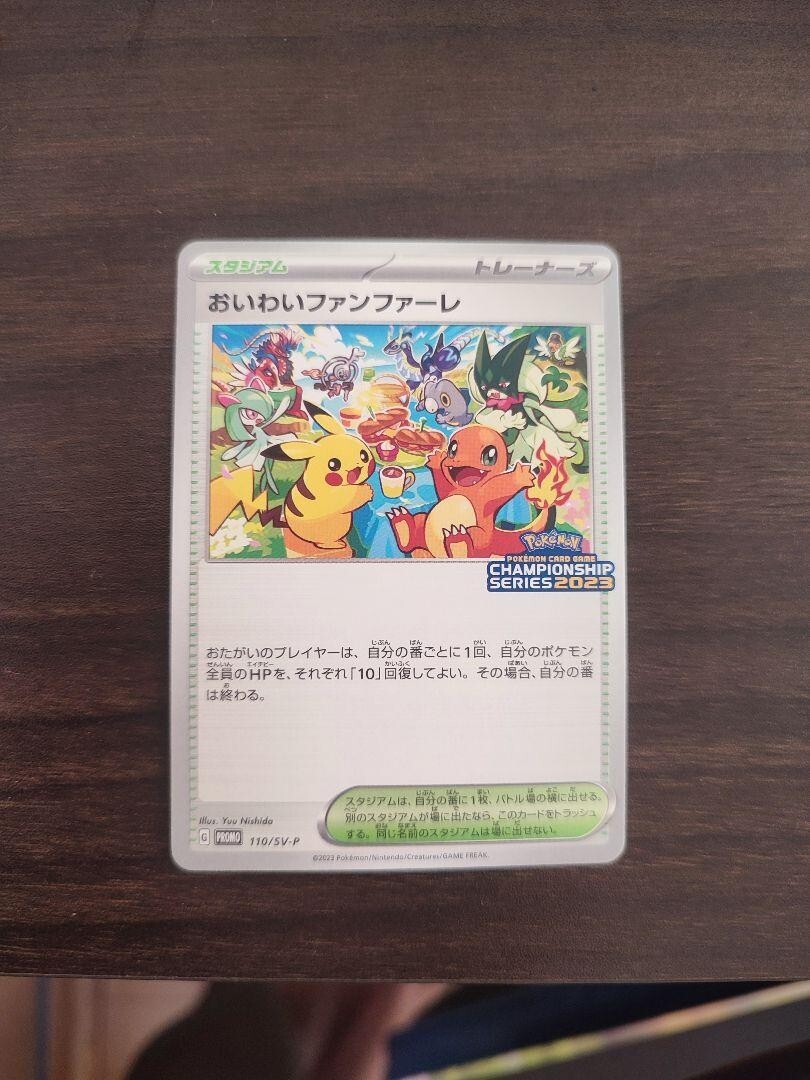 スタジアム
トレーナーズ
おいわいファンファーレ
Pokémon
POKÉMON CARD GAME
CHAMPIONSHIP
SERIES 2023
おたがいのプレイヤーは、自分の番ごとに1回、自分のポケモン
全員のHPを、それぞれ「10」回復してよい。その場合、自分の番
は終わる。
スタジアムは、自分の番に1枚、バトル場の横に出せる。
別のスタジアムが場に出たなら、このカードをトラッシュ
する。同じ名前のスタジアムは場に出せない。
Illus. Yuu Nishida
G PROMO 110/SV-P
©2023 Pokémon/Nintendo/Creatures/GAME FREAK.